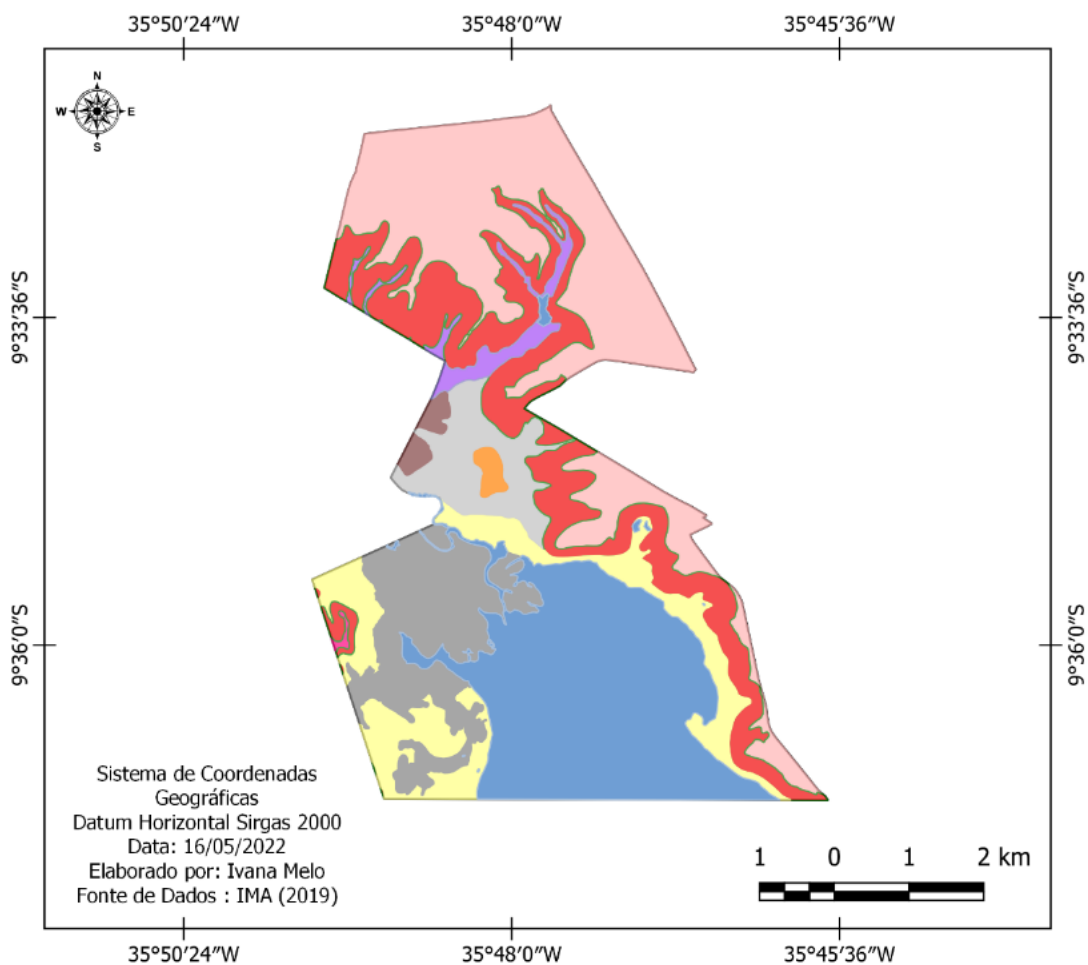 35°50′24″W 35°48′0″W 35°45′36″W
N
W E
S
9°33′36″S 9°33′36″S
9°36′0″S 9°36′0″S
Sistema de Coordenadas
Geográficas
Datum Horizontal Sirgas 2000
Data: 16/05/2022
Elaborado por: Ivana Melo
Fonte de Dados : IMA (2019)
1 0 1 2 km
35°50′24″W 35°48′0″W 35°45′36″W